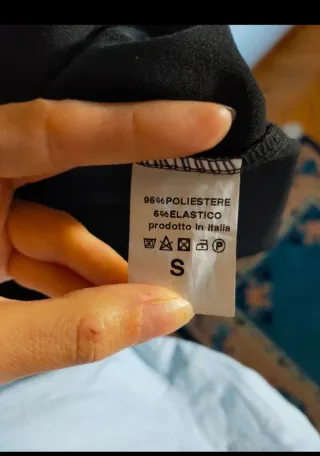 96%POLIESTERE
6%ELASTICO
prodotto in italia
S